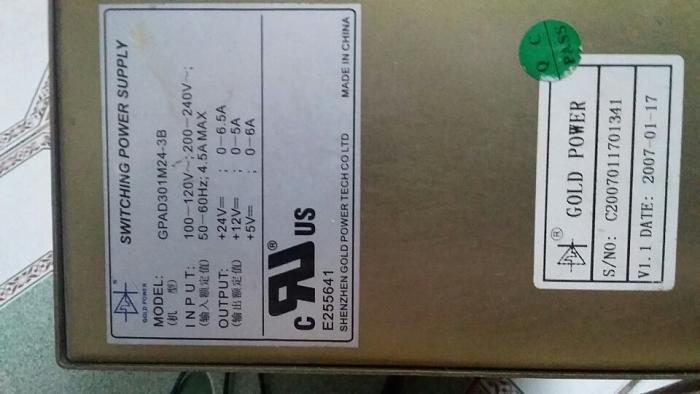 SWITCHING POWER SUPPLY
GOLD POWER
MODEL: GPAD301M24-3B
(机 型)
INPUT: 100-120V~; 200-240V~;
(输入额定值) 50-60Hz; 4.5A MAX
OUTPUT: +24V⎓ ; 0-6.5A
(输出额定值) +12V⎓ ; 0-5A
+5V⎓ ; 0-6A
C RU ® US
E255641 MADE IN CHINA
SHENZHEN GOLD POWER TECH CO.LTD
Q C
PASS
® GOLD POWER
S/NO: C2007011701341
V1.1 DATE: 2007-01-17